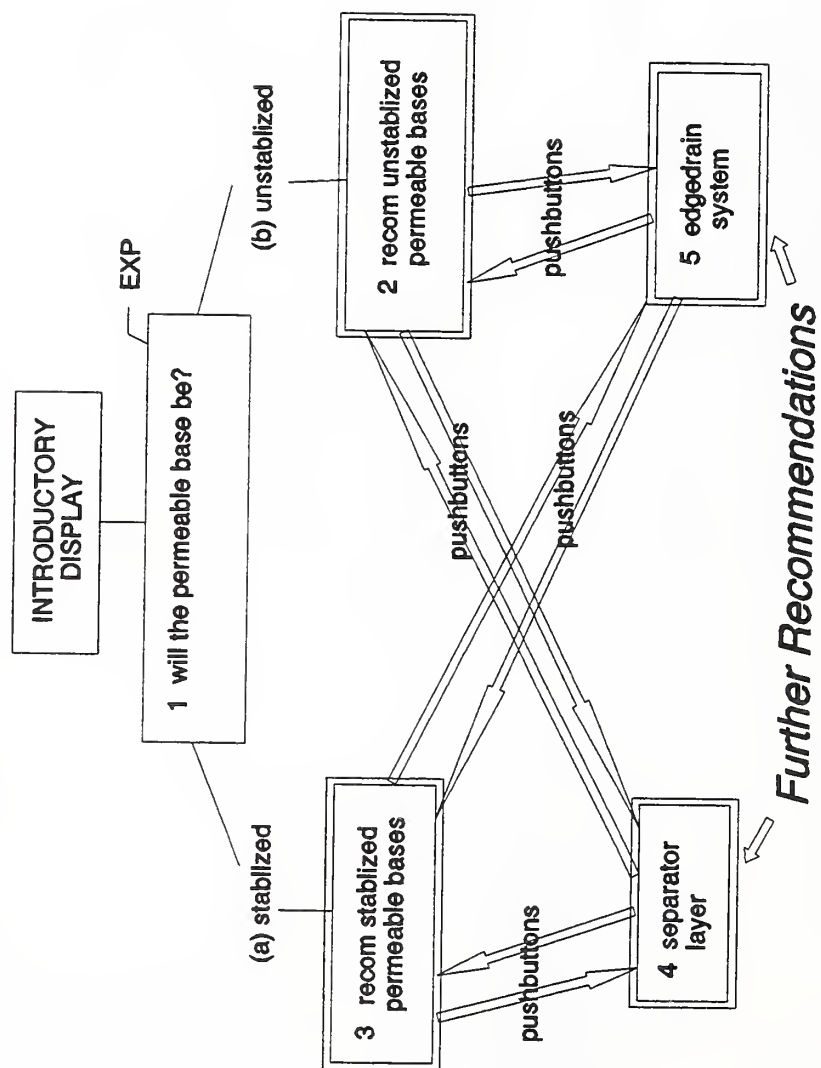 INTRODUCTORY
DISPLAY
EXP
1 will the permeable base be?
(a) stablized
(b) unstablized
3 recom stablized
permeable bases
2 recom unstablized
permeable bases
pushbuttons
pushbuttons
pushbuttons
pushbuttons
4 separator
layer
5 edgedrain
system
Further Recommendations